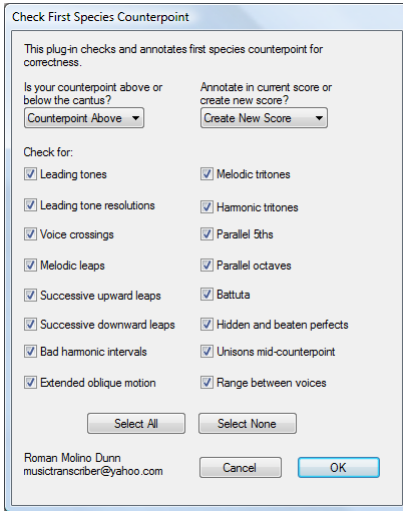 Check First Species Counterpoint
This plug-in checks and annotates first species counterpoint for
correctness.
Is your counterpoint above or
below the cantus?
Counterpoint Above
Annotate in current score or
create new score?
Create New Score
Check for:
Leading tones
Melodic tritones
Leading tone resolutions
Harmonic tritones
Voice crossings
Parallel 5ths
Melodic leaps
Parallel octaves
Successive upward leaps
Battuta
Successive downward leaps
Hidden and beaten perfects
Bad harmonic intervals
Unisons mid-counterpoint
Extended oblique motion
Range between voices
Select All
Select None
Roman Molino Dunn
musictranscriber@yahoo.com
Cancel
OK